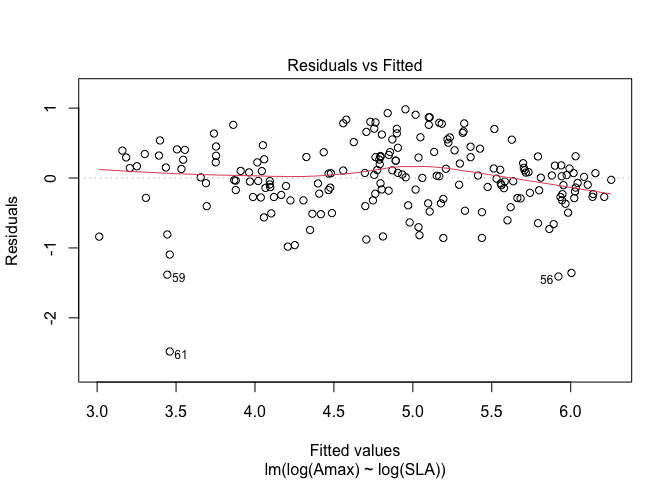 Residuals vs Fitted
Residuals
1
0
-1
-2
59
61
56
3.0 3.5 4.0 4.5 5.0 5.5 6.0
Fitted values
lm(log(Amax) ~ log(SLA))